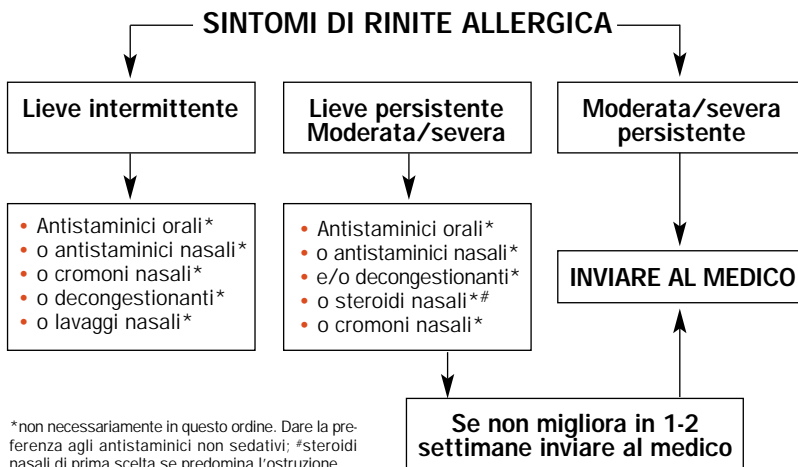 SINTOMI DI RINITE ALLERGICA
Lieve intermittente
Lieve persistente
Moderata/severa
Moderata/severa
persistente
• Antistaminici orali*
• o antistaminici nasali*
• o cromoni nasali*
• o decongestionanti*
• o lavaggi nasali*
• Antistaminici orali*
• o antistaminici nasali*
• e/o decongestionanti*
• o steroidi nasali*#
• o cromoni nasali*
INVIARE AL MEDICO
Se non migliora in 1-2
settimane inviare al medico
*non necessariamente in questo ordine. Dare la pre-
ferenza agli antistaminici non sedativi; #steroidi
nasali di prima scelta se predomina l'ostruzione